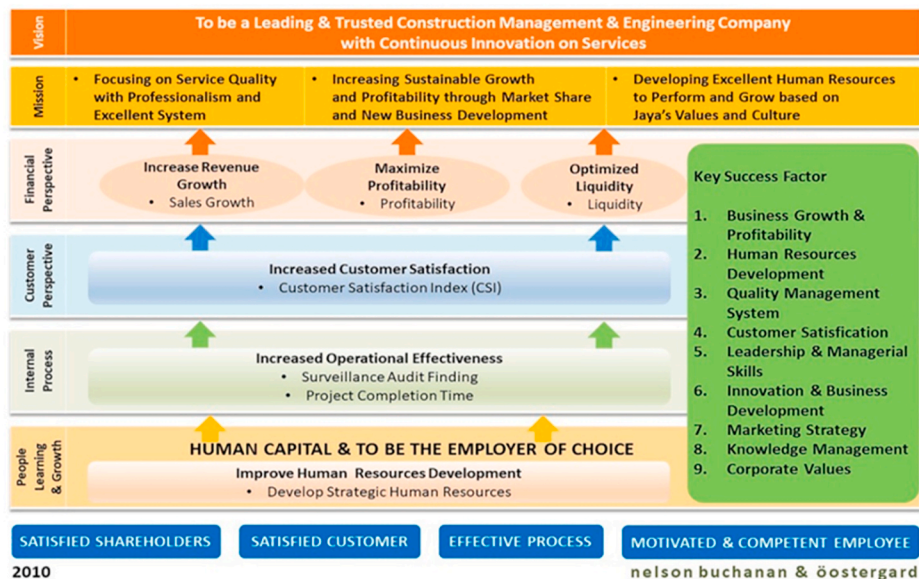 Vision
To be a Leading & Trusted Construction Management & Engineering Company
with Continuous Innovation on Services
Mission
• Focusing on Service Quality
with Professionalism and
Excellent System
• Increasing Sustainable Growth
and Profitability through Market Share
and New Business Development
• Developing Excellent Human Resources
to Perform and Grow based on
Jaya's Values and Culture
Financial
Perspective
Increase Revenue
Growth
• Sales Growth
Maximize
Profitability
• Profitability
Optimized
Liquidity
• Liquidity
Customer
Perspective
Increased Customer Satisfaction
• Customer Satisfaction Index (CSI)
Internal
Process
Increased Operational Effectiveness
• Surveillance Audit Finding
• Project Completion Time
People
Learning
& Growth
HUMAN CAPITAL & TO BE THE EMPLOYER OF CHOICE
Improve Human Resources Development
• Develop Strategic Human Resources
Key Success Factor
1. Business Growth &
Profitability
2. Human Resources
Development
3. Quality Management
System
4. Customer Satisfication
5. Leadership & Managerial
Skills
6. Innovation & Business
Development
7. Marketing Strategy
8. Knowledge Management
9. Corporate Values
SATISFIED SHAREHOLDERS
SATISFIED CUSTOMER
EFFECTIVE PROCESS
MOTIVATED & COMPETENT EMPLOYEE
2010
nelson buchanan & öostergard